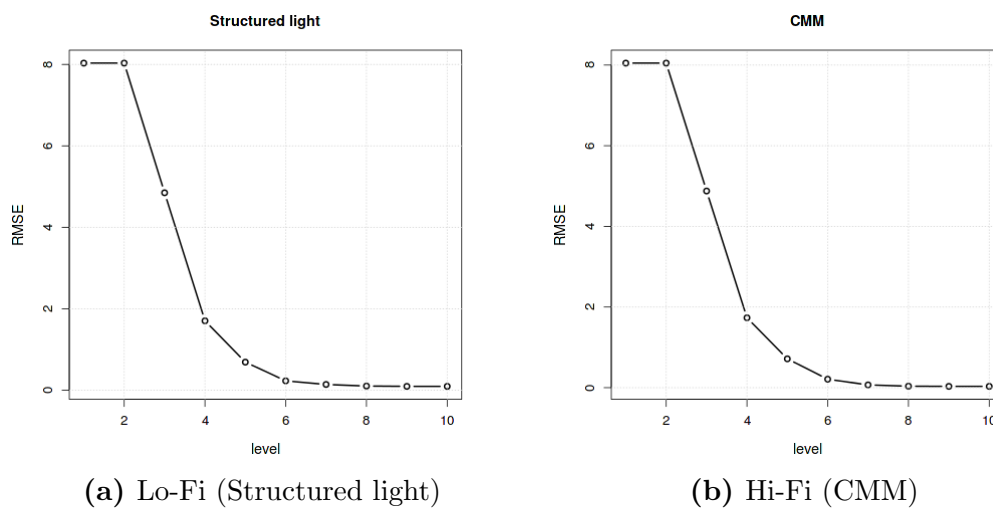 Structured light
RMSE
8
6
4
2
0
2 4 6 8 10
level
(a) Lo-Fi (Structured light)
CMM
RMSE
8
6
4
2
0
2 4 6 8 10
level
(b) Hi-Fi (CMM)